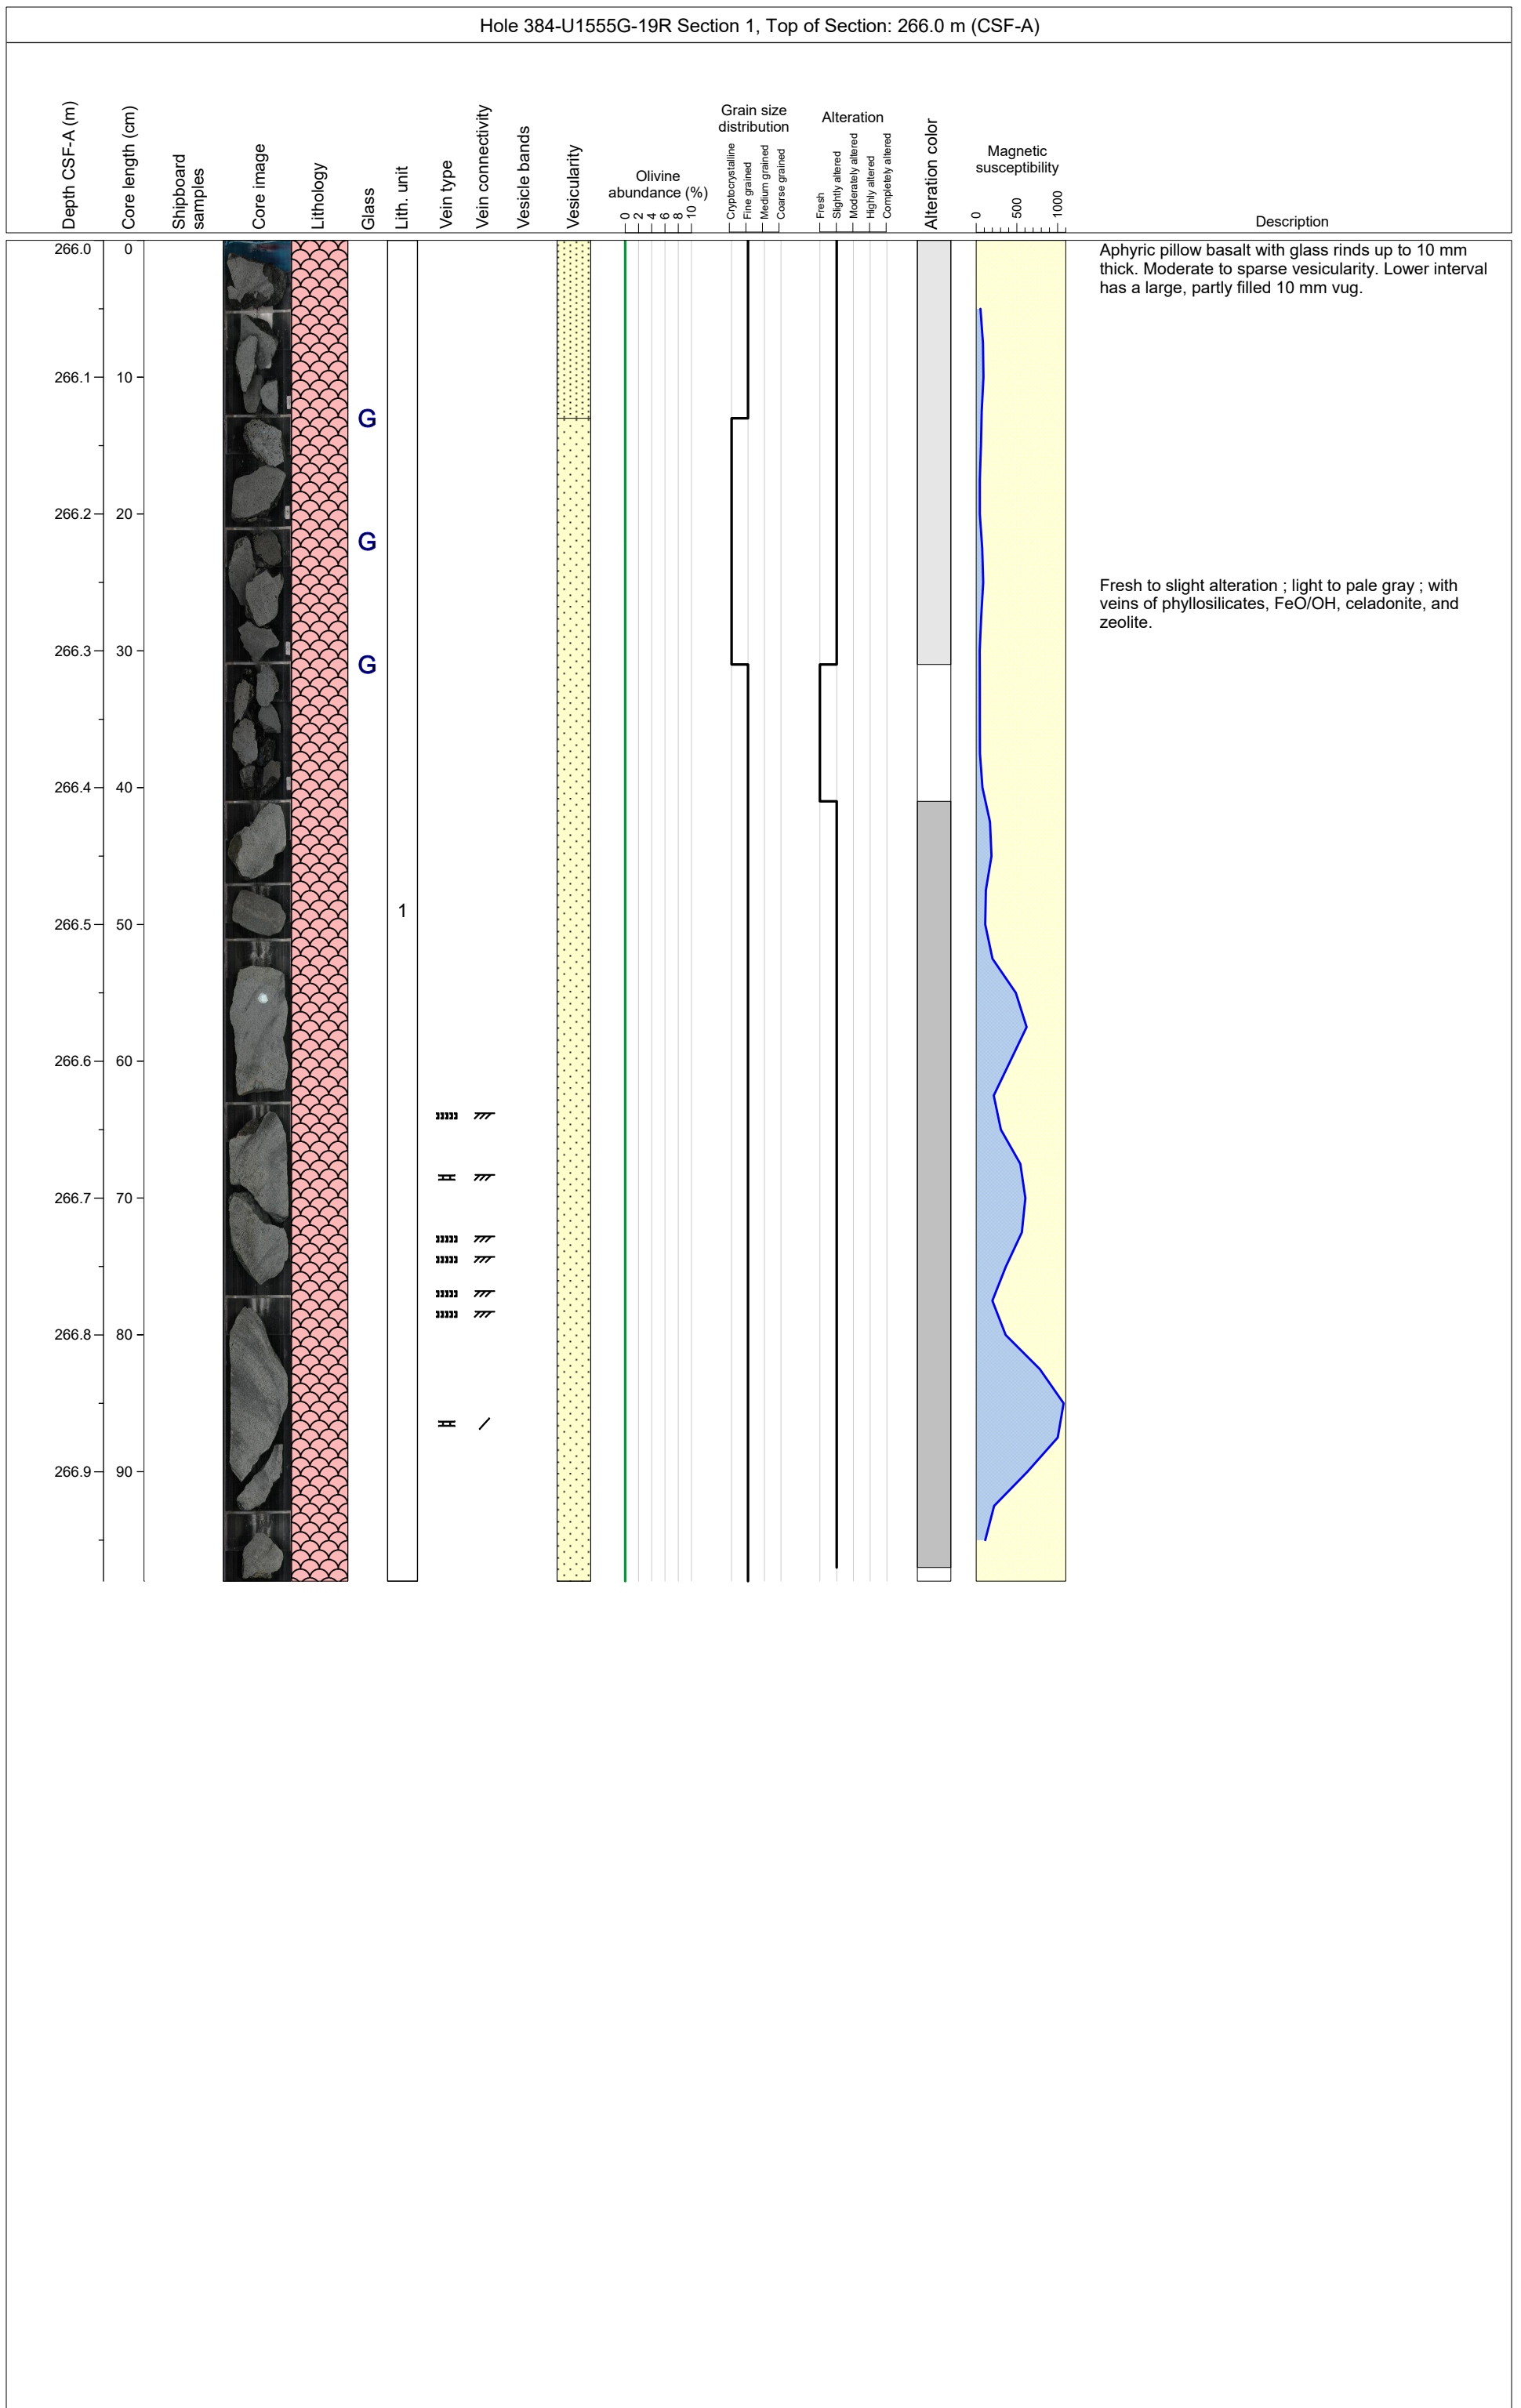 Hole 384-U1555G-19R Section 1, Top of Section: 266.0 m (CSF-A)
Depth CSF-A (m)
Core length (cm)
Shipboard
samples
Core image
Lithology
Glass
Lith. unit
Vein type
Vein connectivity
Vesicle bands
Vesicularity
Olivine
abundance (%)
0 2 4 6 8 10
Grain size
distribution
Cryptocrystalline
Fine grained
Medium grained
Coarse grained
Alteration
Fresh
Slightly altered
Moderately altered
Highly altered
Completely altered
Alteration color
Magnetic
susceptibility
0 500 1000
Description
266.0 0
Aphyric pillow basalt with glass rinds up to 10 mm
thick. Moderate to sparse vesicularity. Lower interval
has a large, partly filled 10 mm vug.
266.1 10
G
266.2 20
G
Fresh to slight alteration ; light to pale gray ; with
veins of phyllosilicates, FeO/OH, celadonite, and
zeolite.
266.3 30
G
266.4 40
1
266.5 50
266.6 60
266.7 70
266.8 80
266.9 90